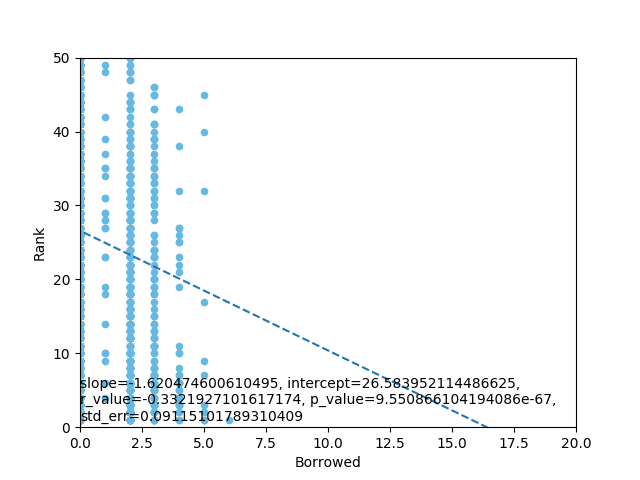 50
40
30
20
10
0
Rank
slope=-1.620474600610495, intercept=26.583952114486625,
r_value=-0.3321927101617174, p_value=9.550866104194086e-67,
std_err=0.09115101789310409
0.0 2.5 5.0 7.5 10.0 12.5 15.0 17.5 20.0
Borrowed